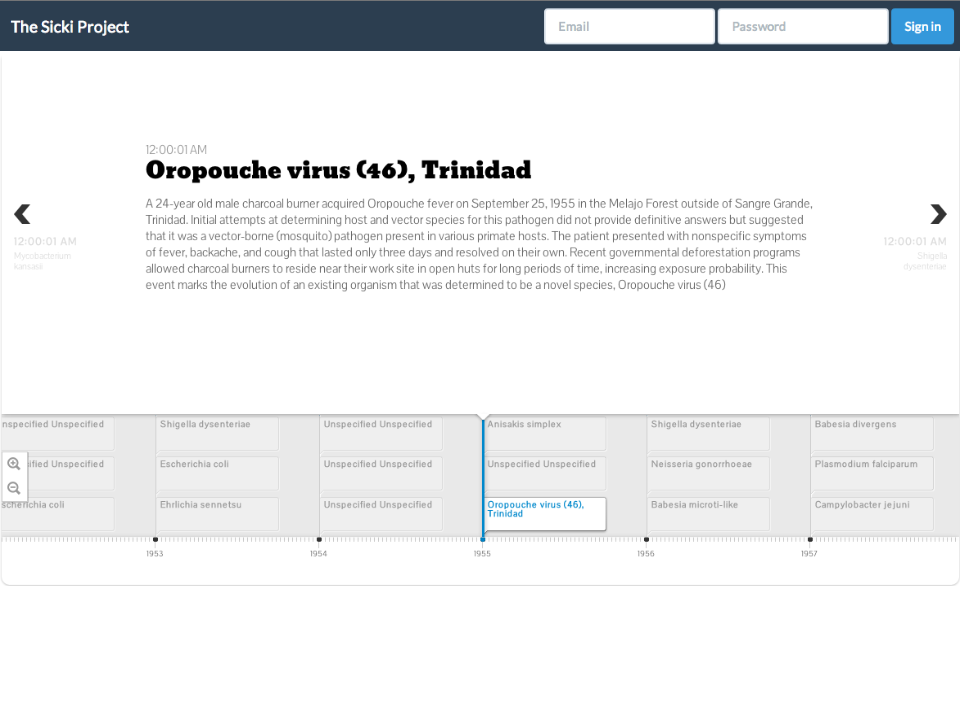 The Sicki Project
Email
Password
Sign in
12:00:01 AM
Oropouche virus (46), Trinidad
A 24-year old male charcoal burner acquired Oropouche fever on September 25, 1955 in the Melajo Forest outside of Sangre Grande,
Trinidad. Initial attempts at determining host and vector species for this pathogen did not provide definitive answers but suggested
that it was a vector-borne (mosquito) pathogen present in various primate hosts. The patient presented with nonspecific symptoms
of fever, backache, and cough that lasted only three days and resolved on their own. Recent governmental deforestation programs
allowed charcoal burners to reside near their work site in open huts for long periods of time, increasing exposure probability. This
event marks the evolution of an existing organism that was determined to be a novel species, Oropouche virus (46)
12:00:01 AM
Mycobacterium
kansasii
12:00:01 AM
Shigella
dysenteriae
nspecified Unspecified
Shigella dysenteriae
Unspecified Unspecified
Anisakis simplex
Shigella dysenteriae
Babesia divergens
ified Unspecified
Escherichia coli
Unspecified Unspecified
Unspecified Unspecified
Neisseria gonorrhoeae
Plasmodium falciparum
scherichia coli
Ehrlichia sennetsu
Unspecified Unspecified
Oropouche virus (46),
Trinidad
Babesia microti-like
Campylobacter jejuni
1953
1954
1955
1956
1957